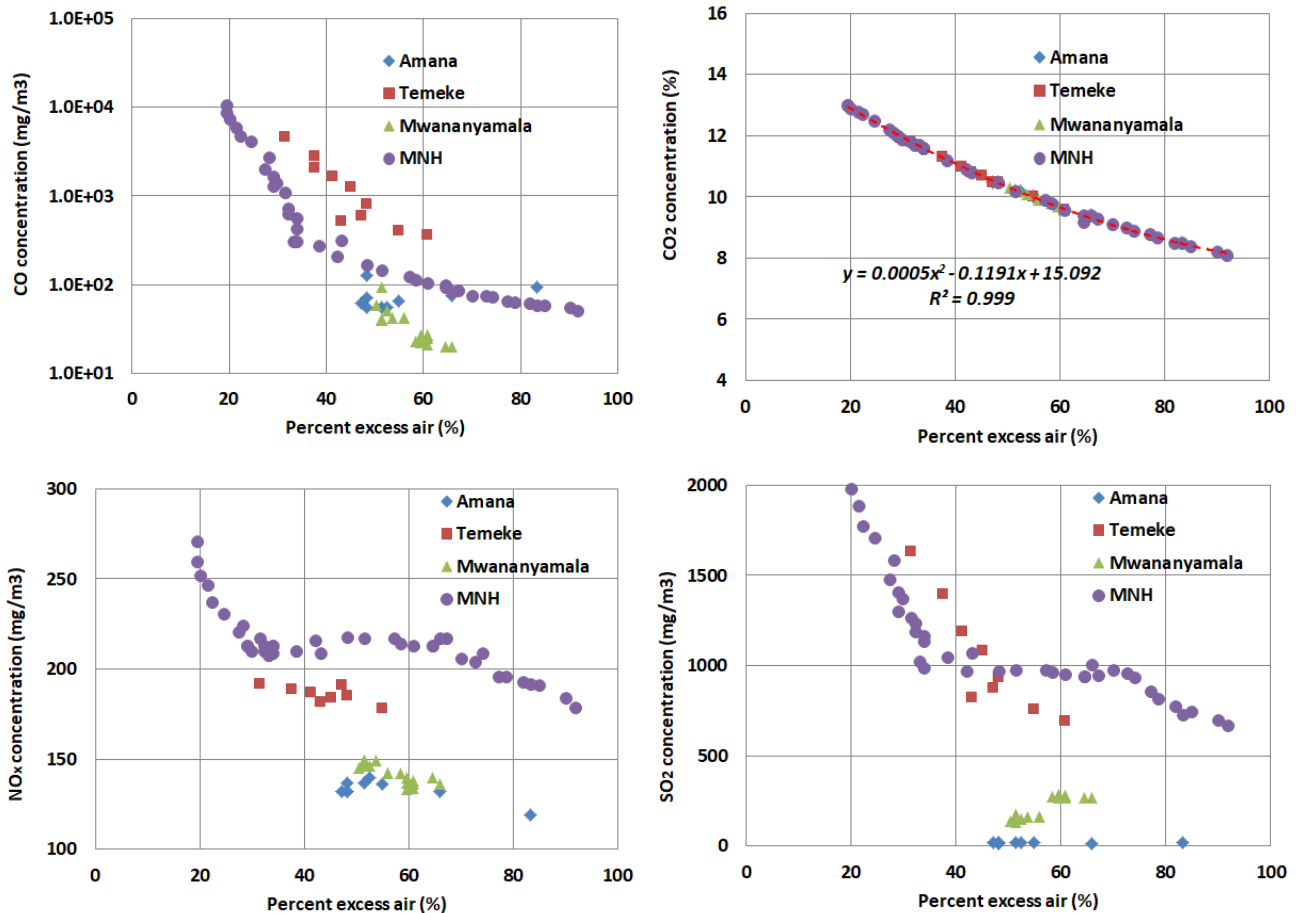 1.0E+05
1.0E+04
1.0E+03
1.0E+02
1.0E+01
CO concentration (mg/m3)
Amana
Temeke
Mwananyamala
MNH
0 20 40 60 80 100
Percent excess air (%)
16
14
12
10
8
6
4
CO2 concentration (%)
Amana
Temeke
Mwananyamala
MNH
y = 0.0005x² - 0.1191x + 15.092
R² = 0.999
0 20 40 60 80 100
Percent excess air (%)
300
250
200
150
100
NOx concentration (mg/m3)
Amana
Temeke
Mwananyamala
MNH
0 20 40 60 80 100
Percent excess air (%)
2000
1500
1000
500
0
SO2 concentration (mg/m3)
Amana
Temeke
Mwananyamala
MNH
0 20 40 60 80 100
Percent excess air (%)